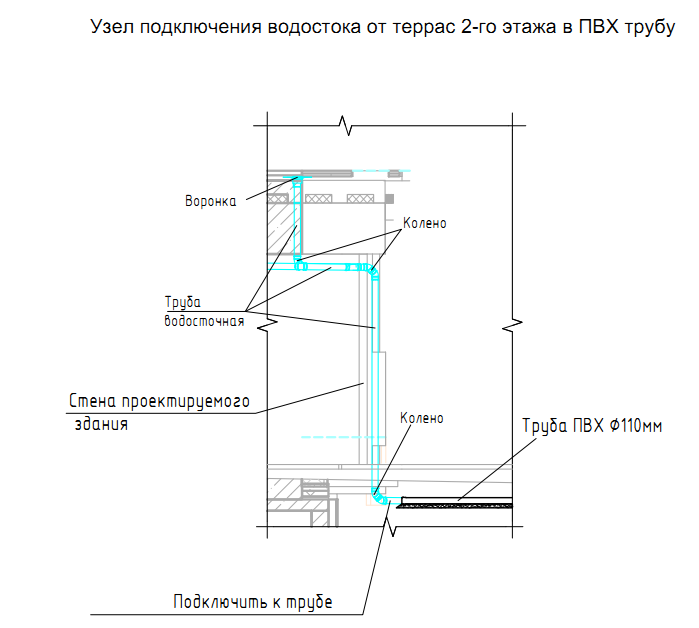 Узел подключения водостока от террас 2-го этажа в ПВХ трубу
Воронка
Колено
Труба
водосточная
Стена проектируемого
здания
Колено
Труба ПВХ Ф110мм
Подключить к трубе